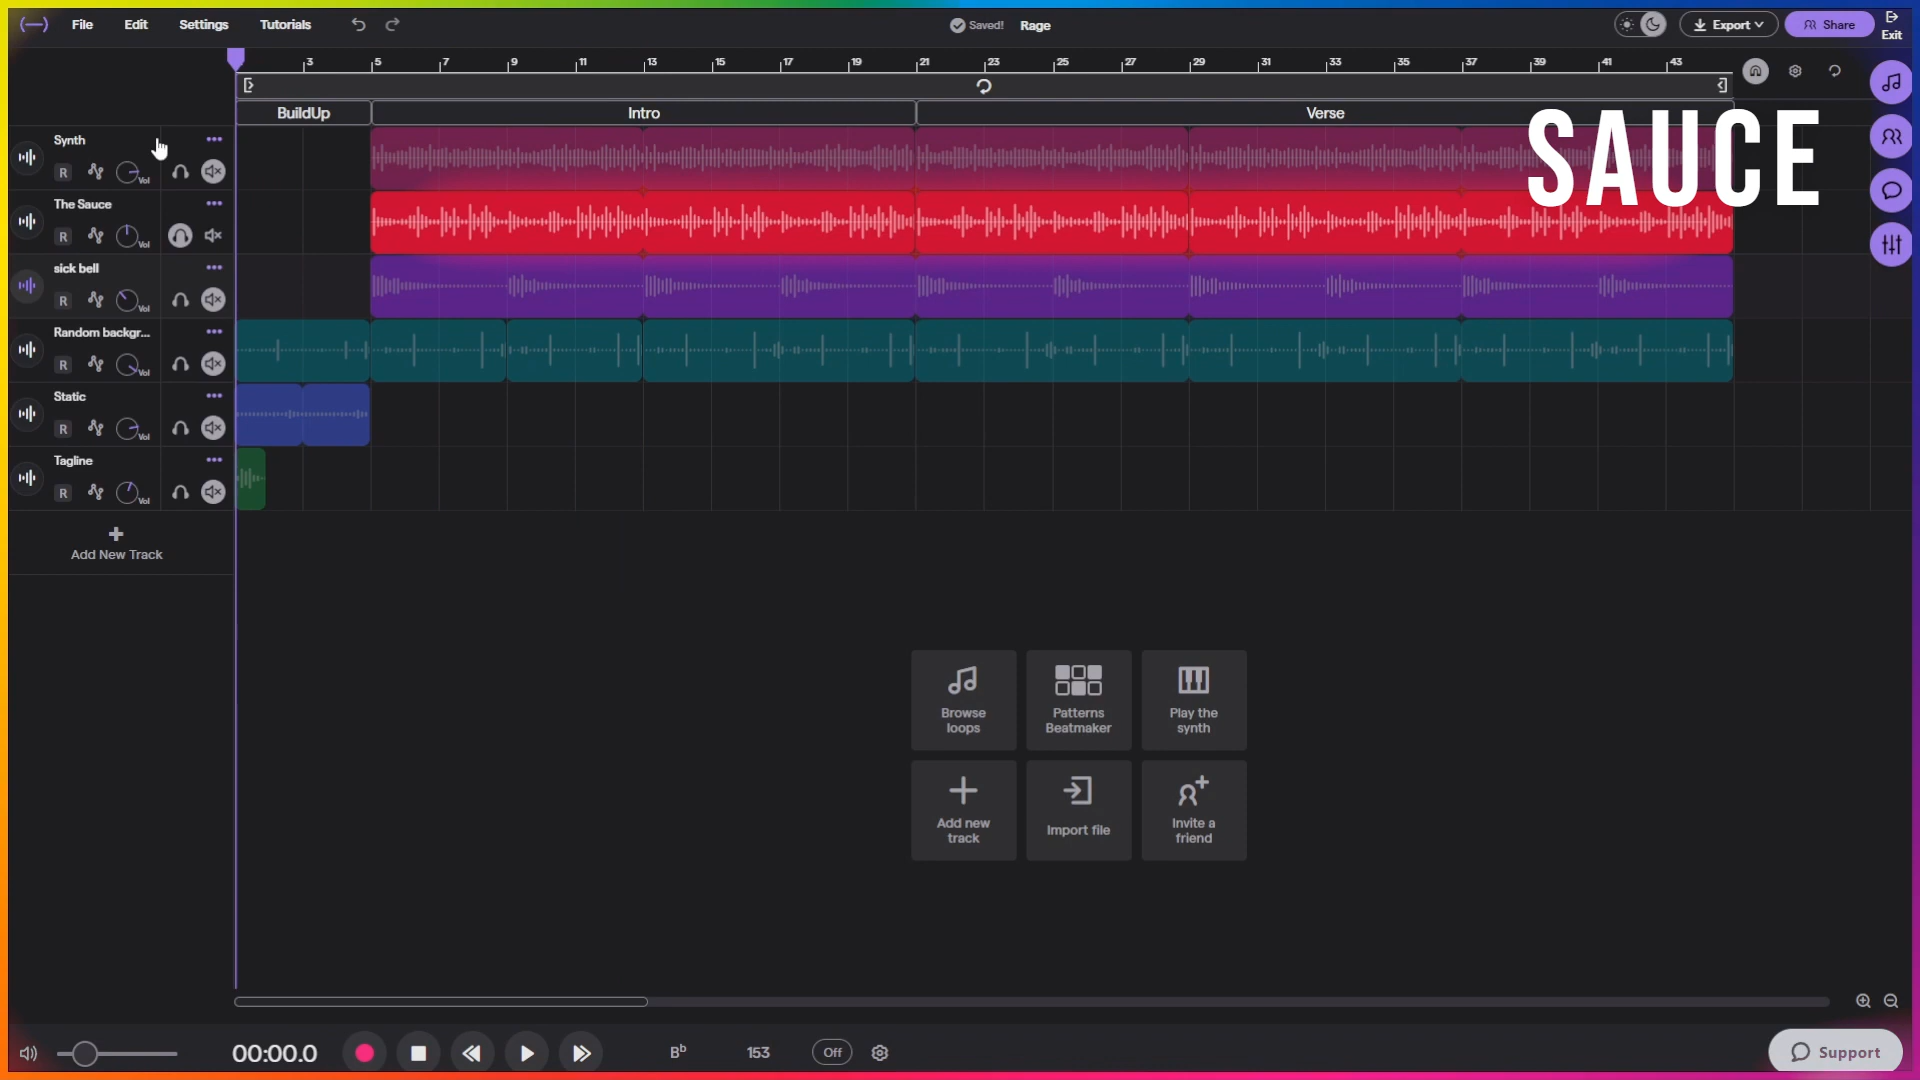 File Edit Settings Tutorials Saved! Rage Export Share Exit
3 5 7 9 11 13 15 17 19 21 23 25 27 29 31 33 35 37 39 41 43
BuildUp Intro Verse
SAUCE
Synth
R Vol
The Sauce
R Vol
sick bell
R Vol
Random backgr...
R Vol
Static
R Vol
Tagline
R Vol
Add New Track
Browse loops
Patterns Beatmaker
Play the synth
Add new track
Import file
Invite a friend
00:00.0 Bb 153 Off Support